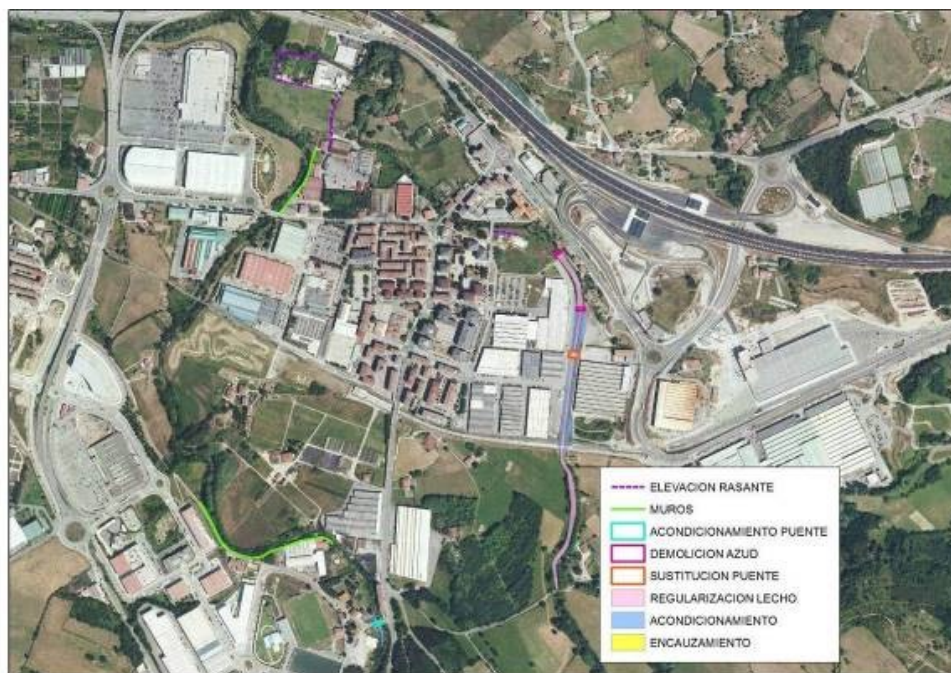 ELEVACION RASANTE
MUROS
ACONDICIONAMIENTO PUENTE
DEMOLICION AZUD
SUSTITUCION PUENTE
REGULARIZACION LECHO
ACONDICIONAMIENTO
ENCAUZAMIENTO